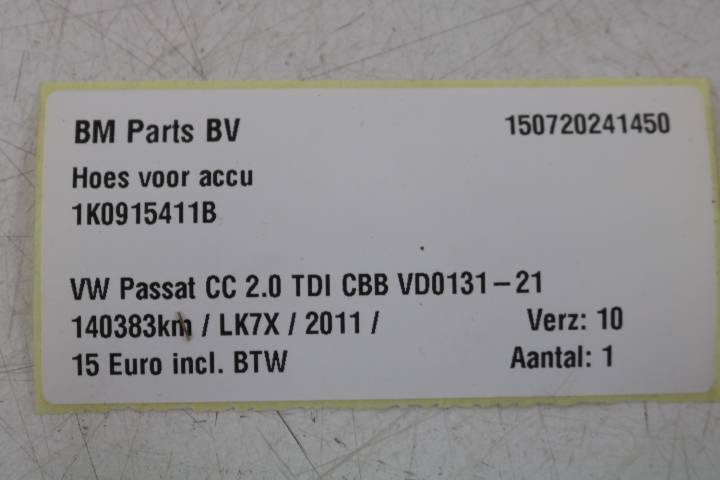 BM Parts BV 150720241450
Hoes voor accu
1K0915411B
VW Passat CC 2.0 TDI CBB VD0131-21
140383km / LK7X / 2011 / Verz: 10
15 Euro incl. BTW Aantal: 1